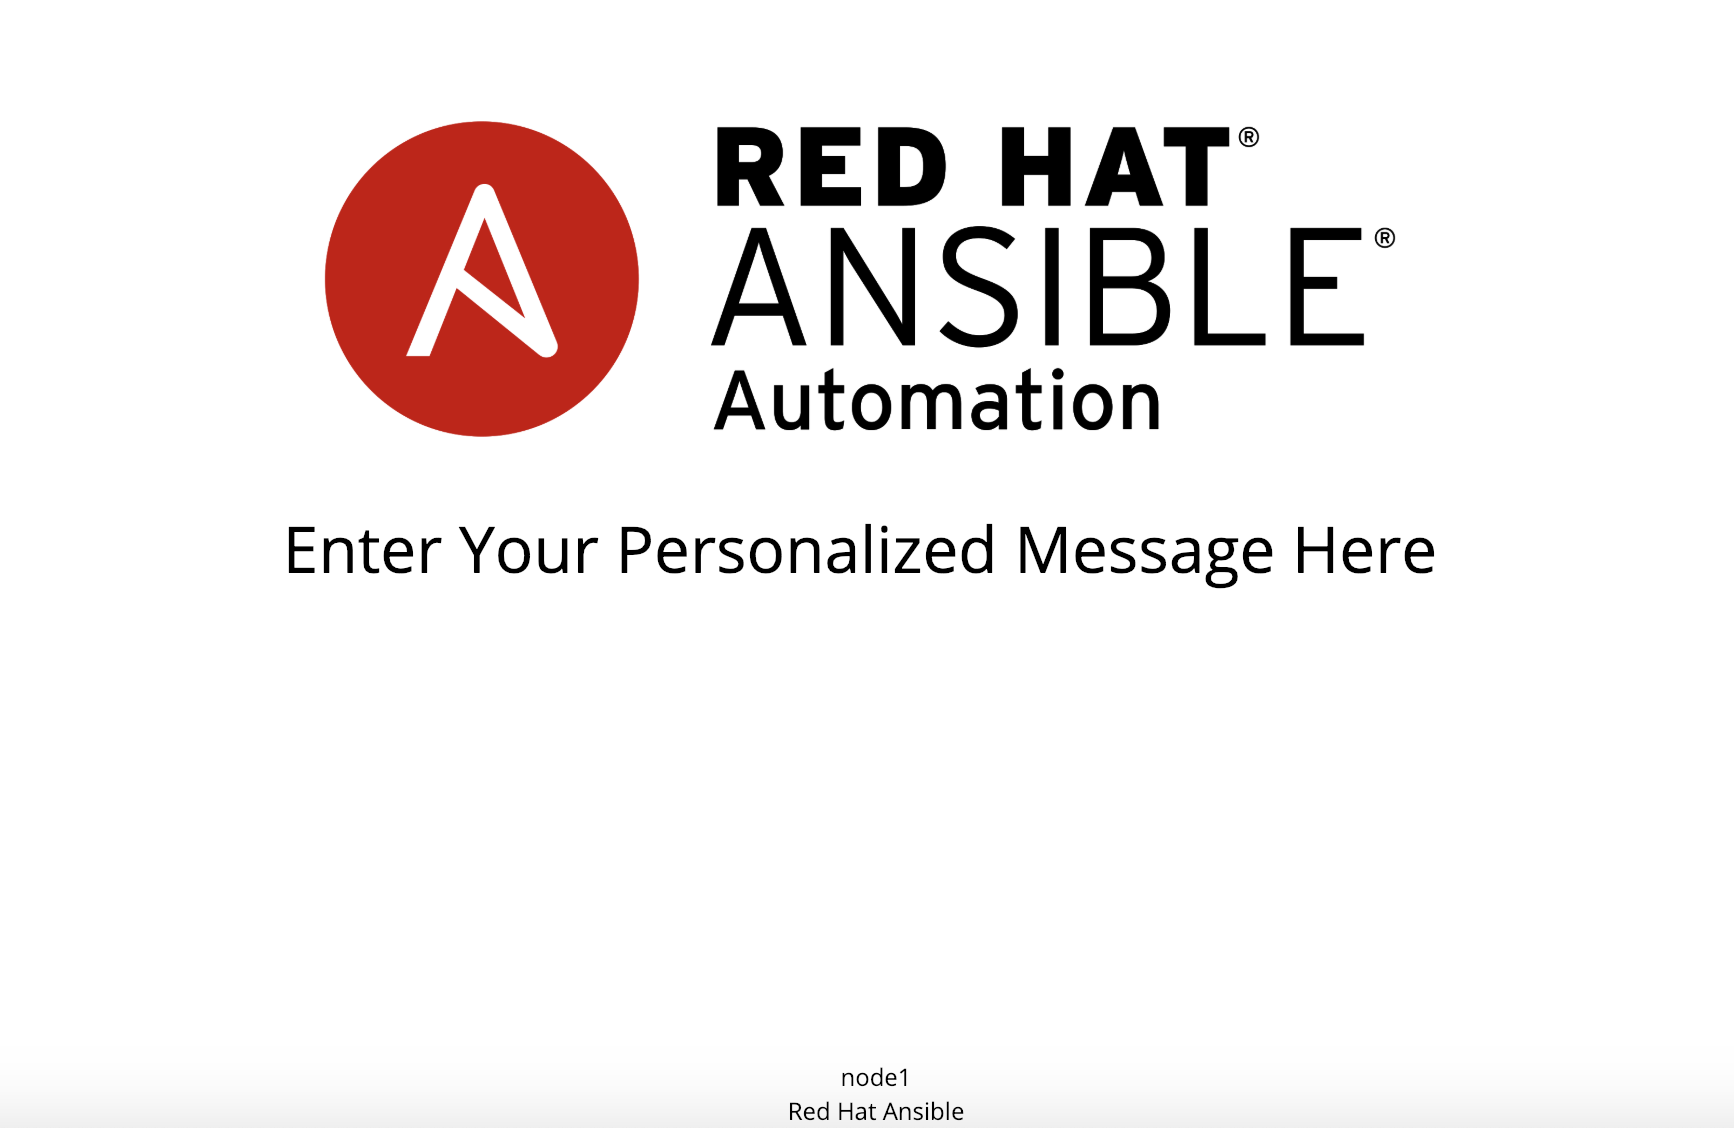 RED HAT®
ANSIBLE®
Automation
Enter Your Personalized Message Here
node1
Red Hat Ansible